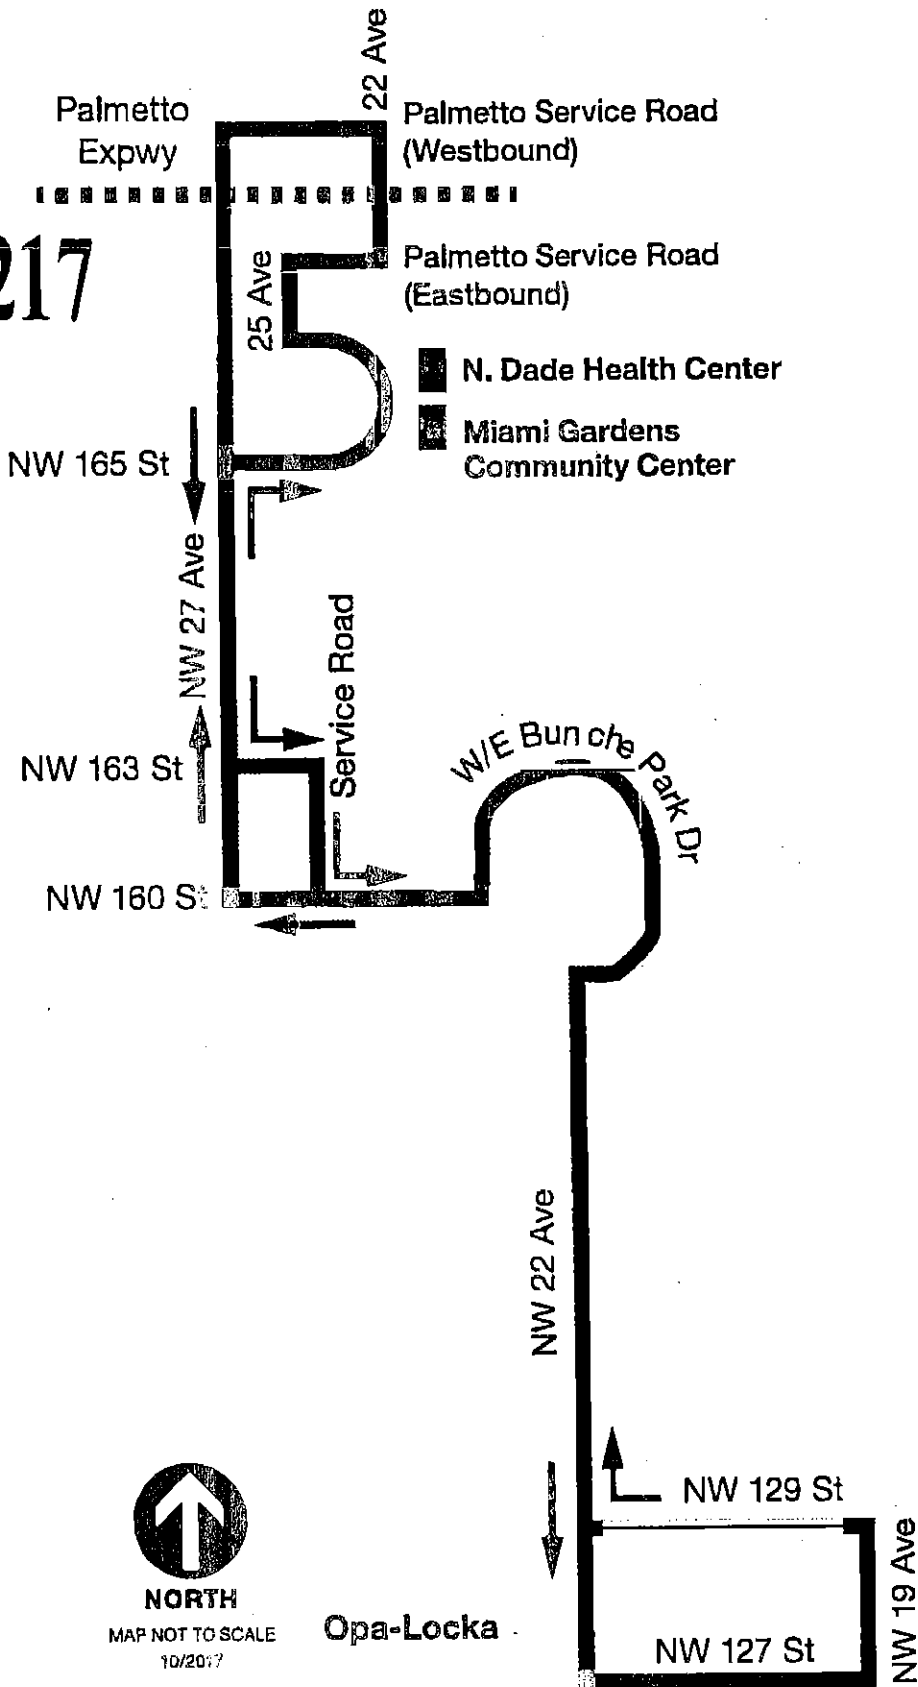 22 Ave
Palmetto
Expwy
Palmetto Service Road
(Westbound)
217
25 Ave
Palmetto Service Road
(Eastbound)
N. Dade Health Center
Miami Gardens
Community Center
NW 165 St
NW 27 Ave
Service Road
NW 163 St
W/E Bunche Park Dr
NW 160 St
NW 22 Ave
NW 129 St
NW 19 Ave
NW 127 St
NORTH
MAP NOT TO SCALE
10/2017
Opa-Locka